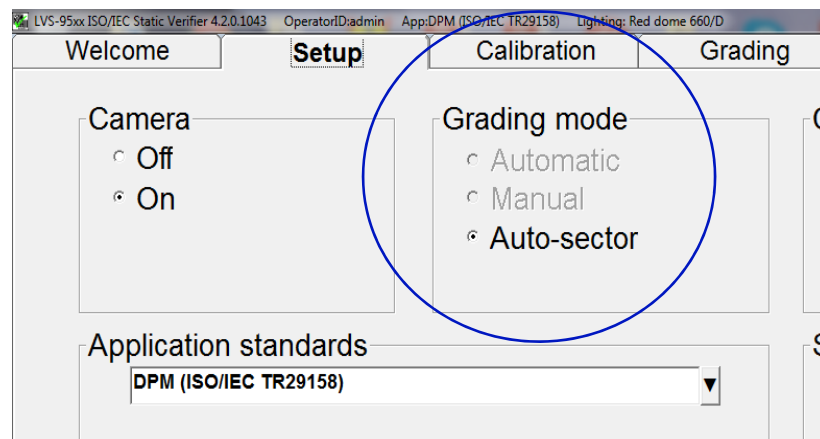 LVS-95xx ISO/IEC Static Verifier 4.2.0.1043 OperatorID:admin App:DPM (ISO/IEC TR29158) Lighting: Red dome 660/D
Welcome Setup Calibration Grading
Camera
Off
On
Grading mode
Automatic
Manual
Auto-sector
Application standards
DPM (ISO/IEC TR29158)